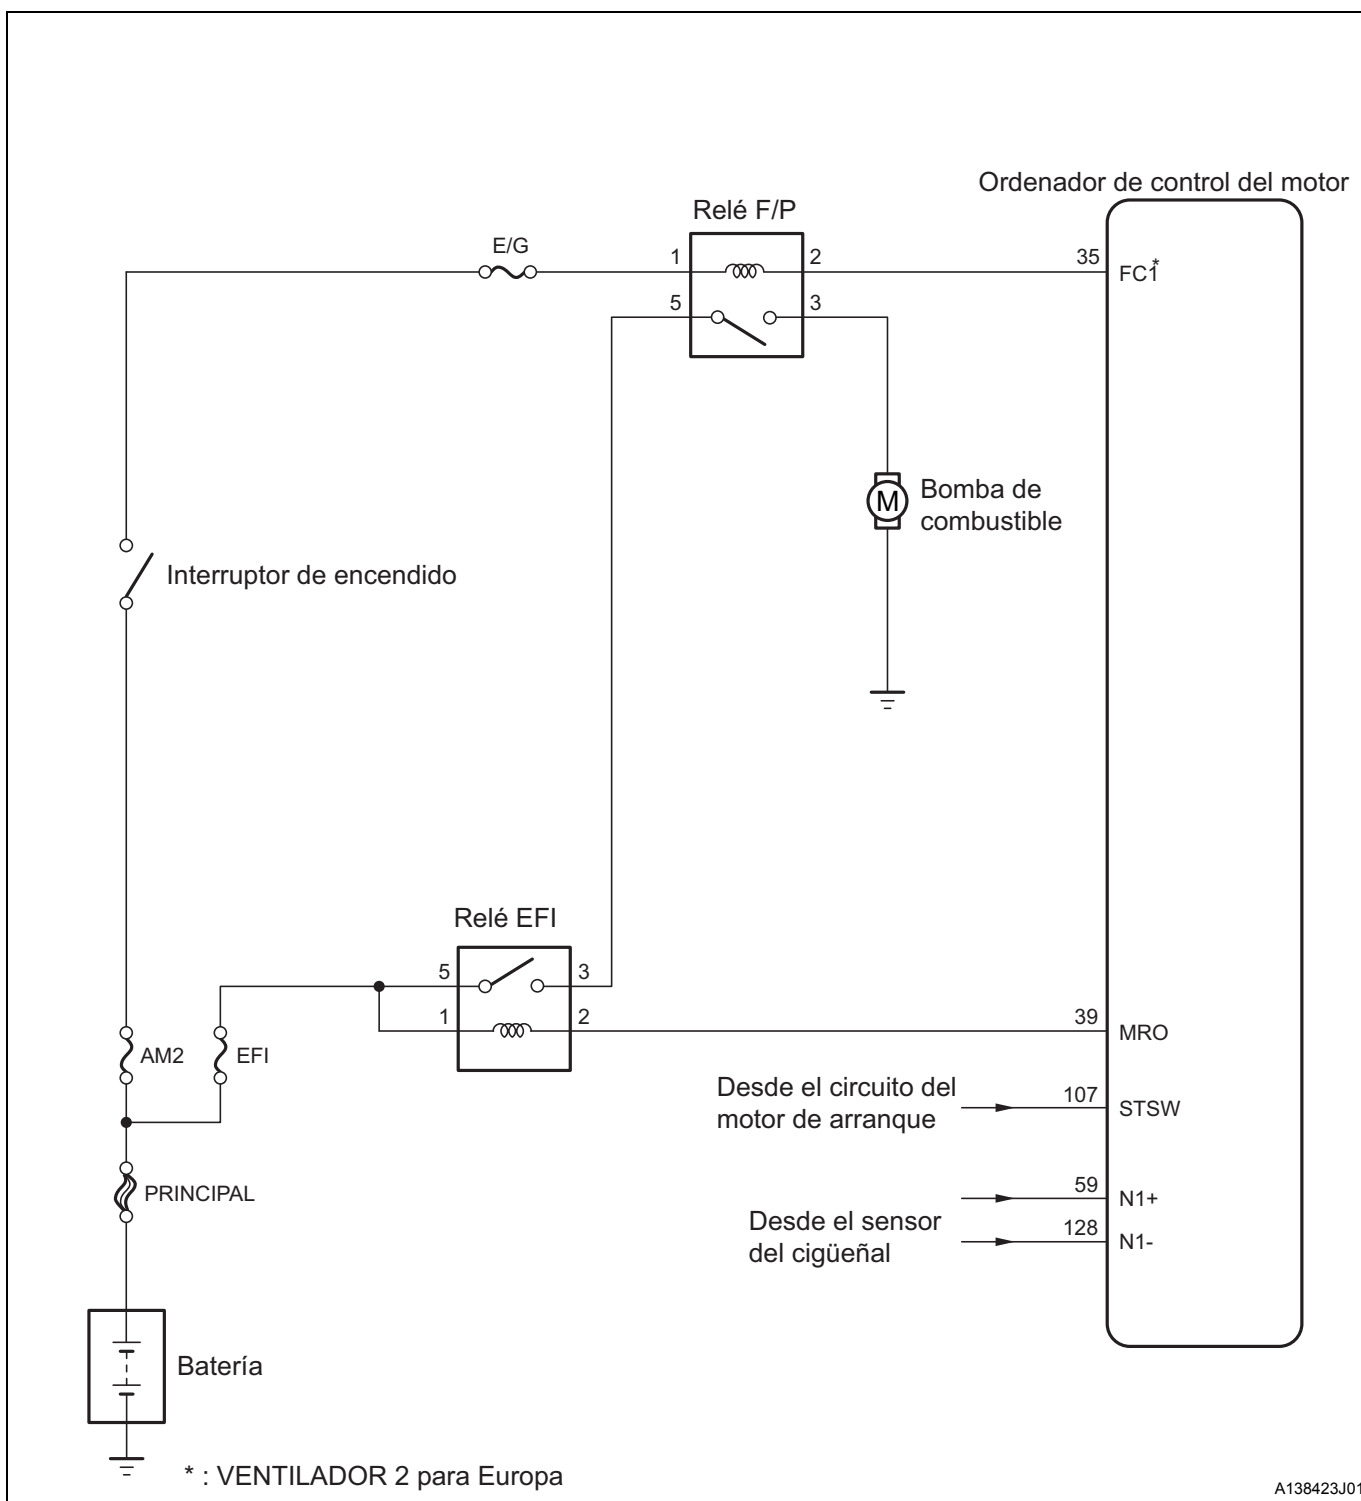 Ordenador de control del motor
Relé F/P
E/G
1
2
35
FC1*
5
3
Bomba de
combustible
M
Interruptor de encendido
Relé EFI
5
3
1
2
39
MRO
AM2
EFI
Desde el circuito del
motor de arranque
107
STSW
PRINCIPAL
59
N1+
Desde el sensor
del cigüeñal
128
N1-
Batería
* : VENTILADOR 2 para Europa
A138423J01